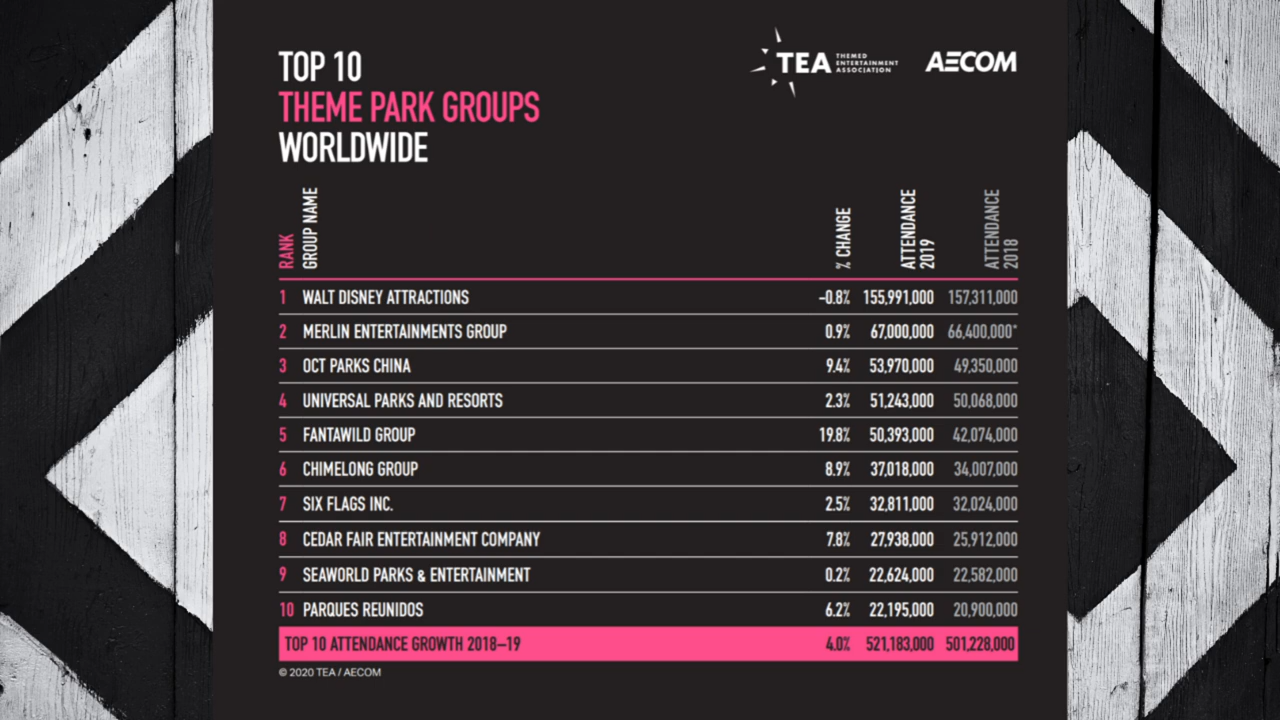 TOP 10
THEME PARK GROUPS
WORLDWIDE
TEA THEMED ENTERTAINMENT ASSOCIATION
AECOM
RANK GROUP NAME % CHANGE ATTENDANCE 2019 ATTENDANCE 2018
1 WALT DISNEY ATTRACTIONS -0.8% 155,991,000 157,311,000
2 MERLIN ENTERTAINMENTS GROUP 0.9% 67,000,000 66,400,000*
3 OCT PARKS CHINA 9.4% 53,970,000 49,350,000
4 UNIVERSAL PARKS AND RESORTS 2.3% 51,243,000 50,068,000
5 FANTAWILD GROUP 19.8% 50,393,000 42,074,000
6 CHIMELONG GROUP 8.9% 37,018,000 34,007,000
7 SIX FLAGS INC. 2.5% 32,811,000 32,024,000
8 CEDAR FAIR ENTERTAINMENT COMPANY 7.8% 27,938,000 25,912,000
9 SEAWORLD PARKS & ENTERTAINMENT 0.2% 22,624,000 22,582,000
10 PARQUES REUNIDOS 6.2% 22,195,000 20,900,000
TOP 10 ATTENDANCE GROWTH 2018–19 4.0% 521,183,000 501,228,000
© 2020 TEA / AECOM